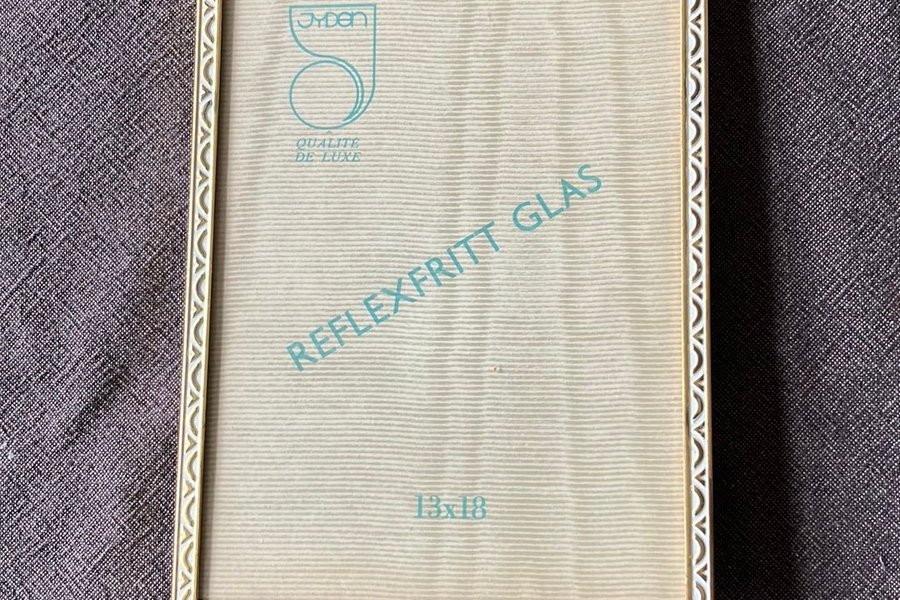 JYDEN
QUALITÉ
DE LUXE
REFLEXFRITT GLAS
13x18